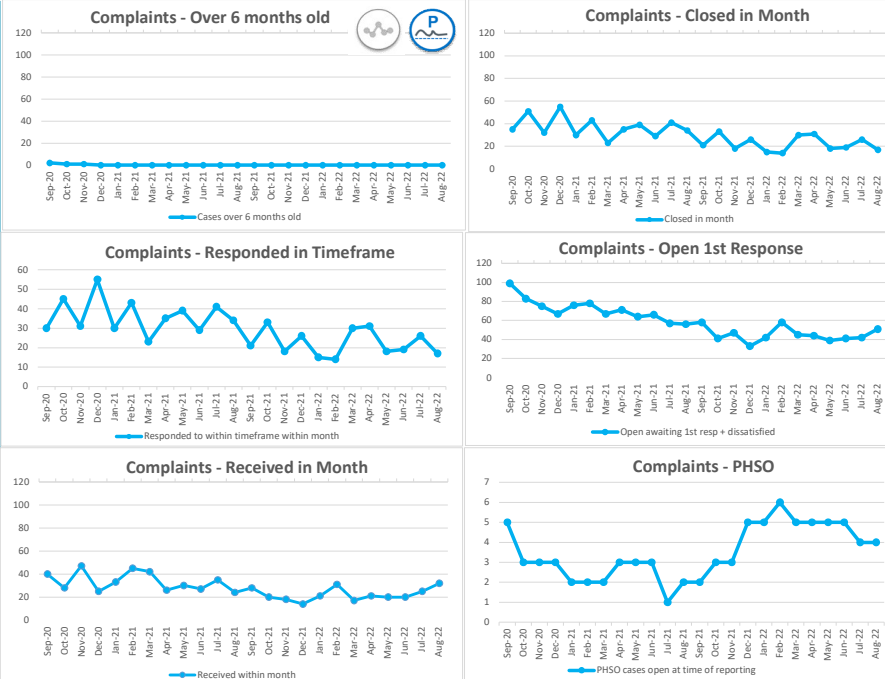 Complaints - Over 6 months old
P
120
100
80
60
40
20
0
Sep-20 Oct-20 Nov-20 Dec-20 Jan-21 Feb-21 Mar-21 Apr-21 May-21 Jun-21 Jul-21 Aug-21 Sep-21 Oct-21 Nov-21 Dec-21 Jan-22 Feb-22 Mar-22 Apr-22 May-22 Jun-22 Jul-22 Aug-22
Cases over 6 months old
Complaints - Closed in Month
120
100
80
60
40
20
0
Sep-20 Oct-20 Nov-20 Dec-20 Jan-21 Feb-21 Mar-21 Apr-21 May-21 Jun-21 Jul-21 Aug-21 Sep-21 Oct-21 Nov-21 Dec-21 Jan-22 Feb-22 Mar-22 Apr-22 May-22 Jun-22 Jul-22 Aug-22
Closed in month
Complaints - Responded in Timeframe
60
50
40
30
20
10
0
Sep-20 Oct-20 Nov-20 Dec-20 Jan-21 Feb-21 Mar-21 Apr-21 May-21 Jun-21 Jul-21 Aug-21 Sep-21 Oct-21 Nov-21 Dec-21 Jan-22 Feb-22 Mar-22 Apr-22 May-22 Jun-22 Jul-22 Aug-22
Responded to within timeframe within month
Complaints - Open 1st Response
120
100
80
60
40
20
0
Sep-20 Oct-20 Nov-20 Dec-20 Jan-21 Feb-21 Mar-21 Apr-21 May-21 Jun-21 Jul-21 Aug-21 Sep-21 Oct-21 Nov-21 Dec-21 Jan-22 Feb-22 Mar-22 Apr-22 May-22 Jun-22 Jul-22 Aug-22
Open awaiting 1st resp + dissatisfied
Complaints - Received in Month
120
100
80
60
40
20
0
Sep-20 Oct-20 Nov-20 Dec-20 Jan-21 Feb-21 Mar-21 Apr-21 May-21 Jun-21 Jul-21 Aug-21 Sep-21 Oct-21 Nov-21 Dec-21 Jan-22 Feb-22 Mar-22 Apr-22 May-22 Jun-22 Jul-22 Aug-22
Received within month
Complaints - PHSO
7
6
5
4
3
2
1
0
Sep-20 Oct-20 Nov-20 Dec-20 Jan-21 Feb-21 Mar-21 Apr-21 May-21 Jun-21 Jul-21 Aug-21 Sep-21 Oct-21 Nov-21 Dec-21 Jan-22 Feb-22 Mar-22 Apr-22 May-22 Jun-22 Jul-22 Aug-22
PHSO cases open at time of reporting